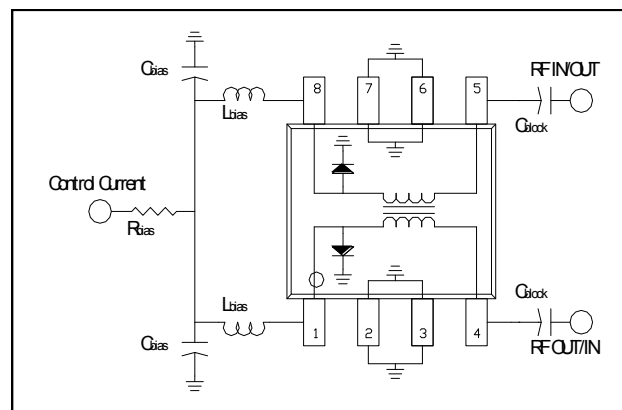 Cbias
RF IN/OUT
8 7 6 5
Lbias
Cblock
Control Current
Rbias
Lbias
Cblock
1 2 3 4
Cbias
RF OUT/IN